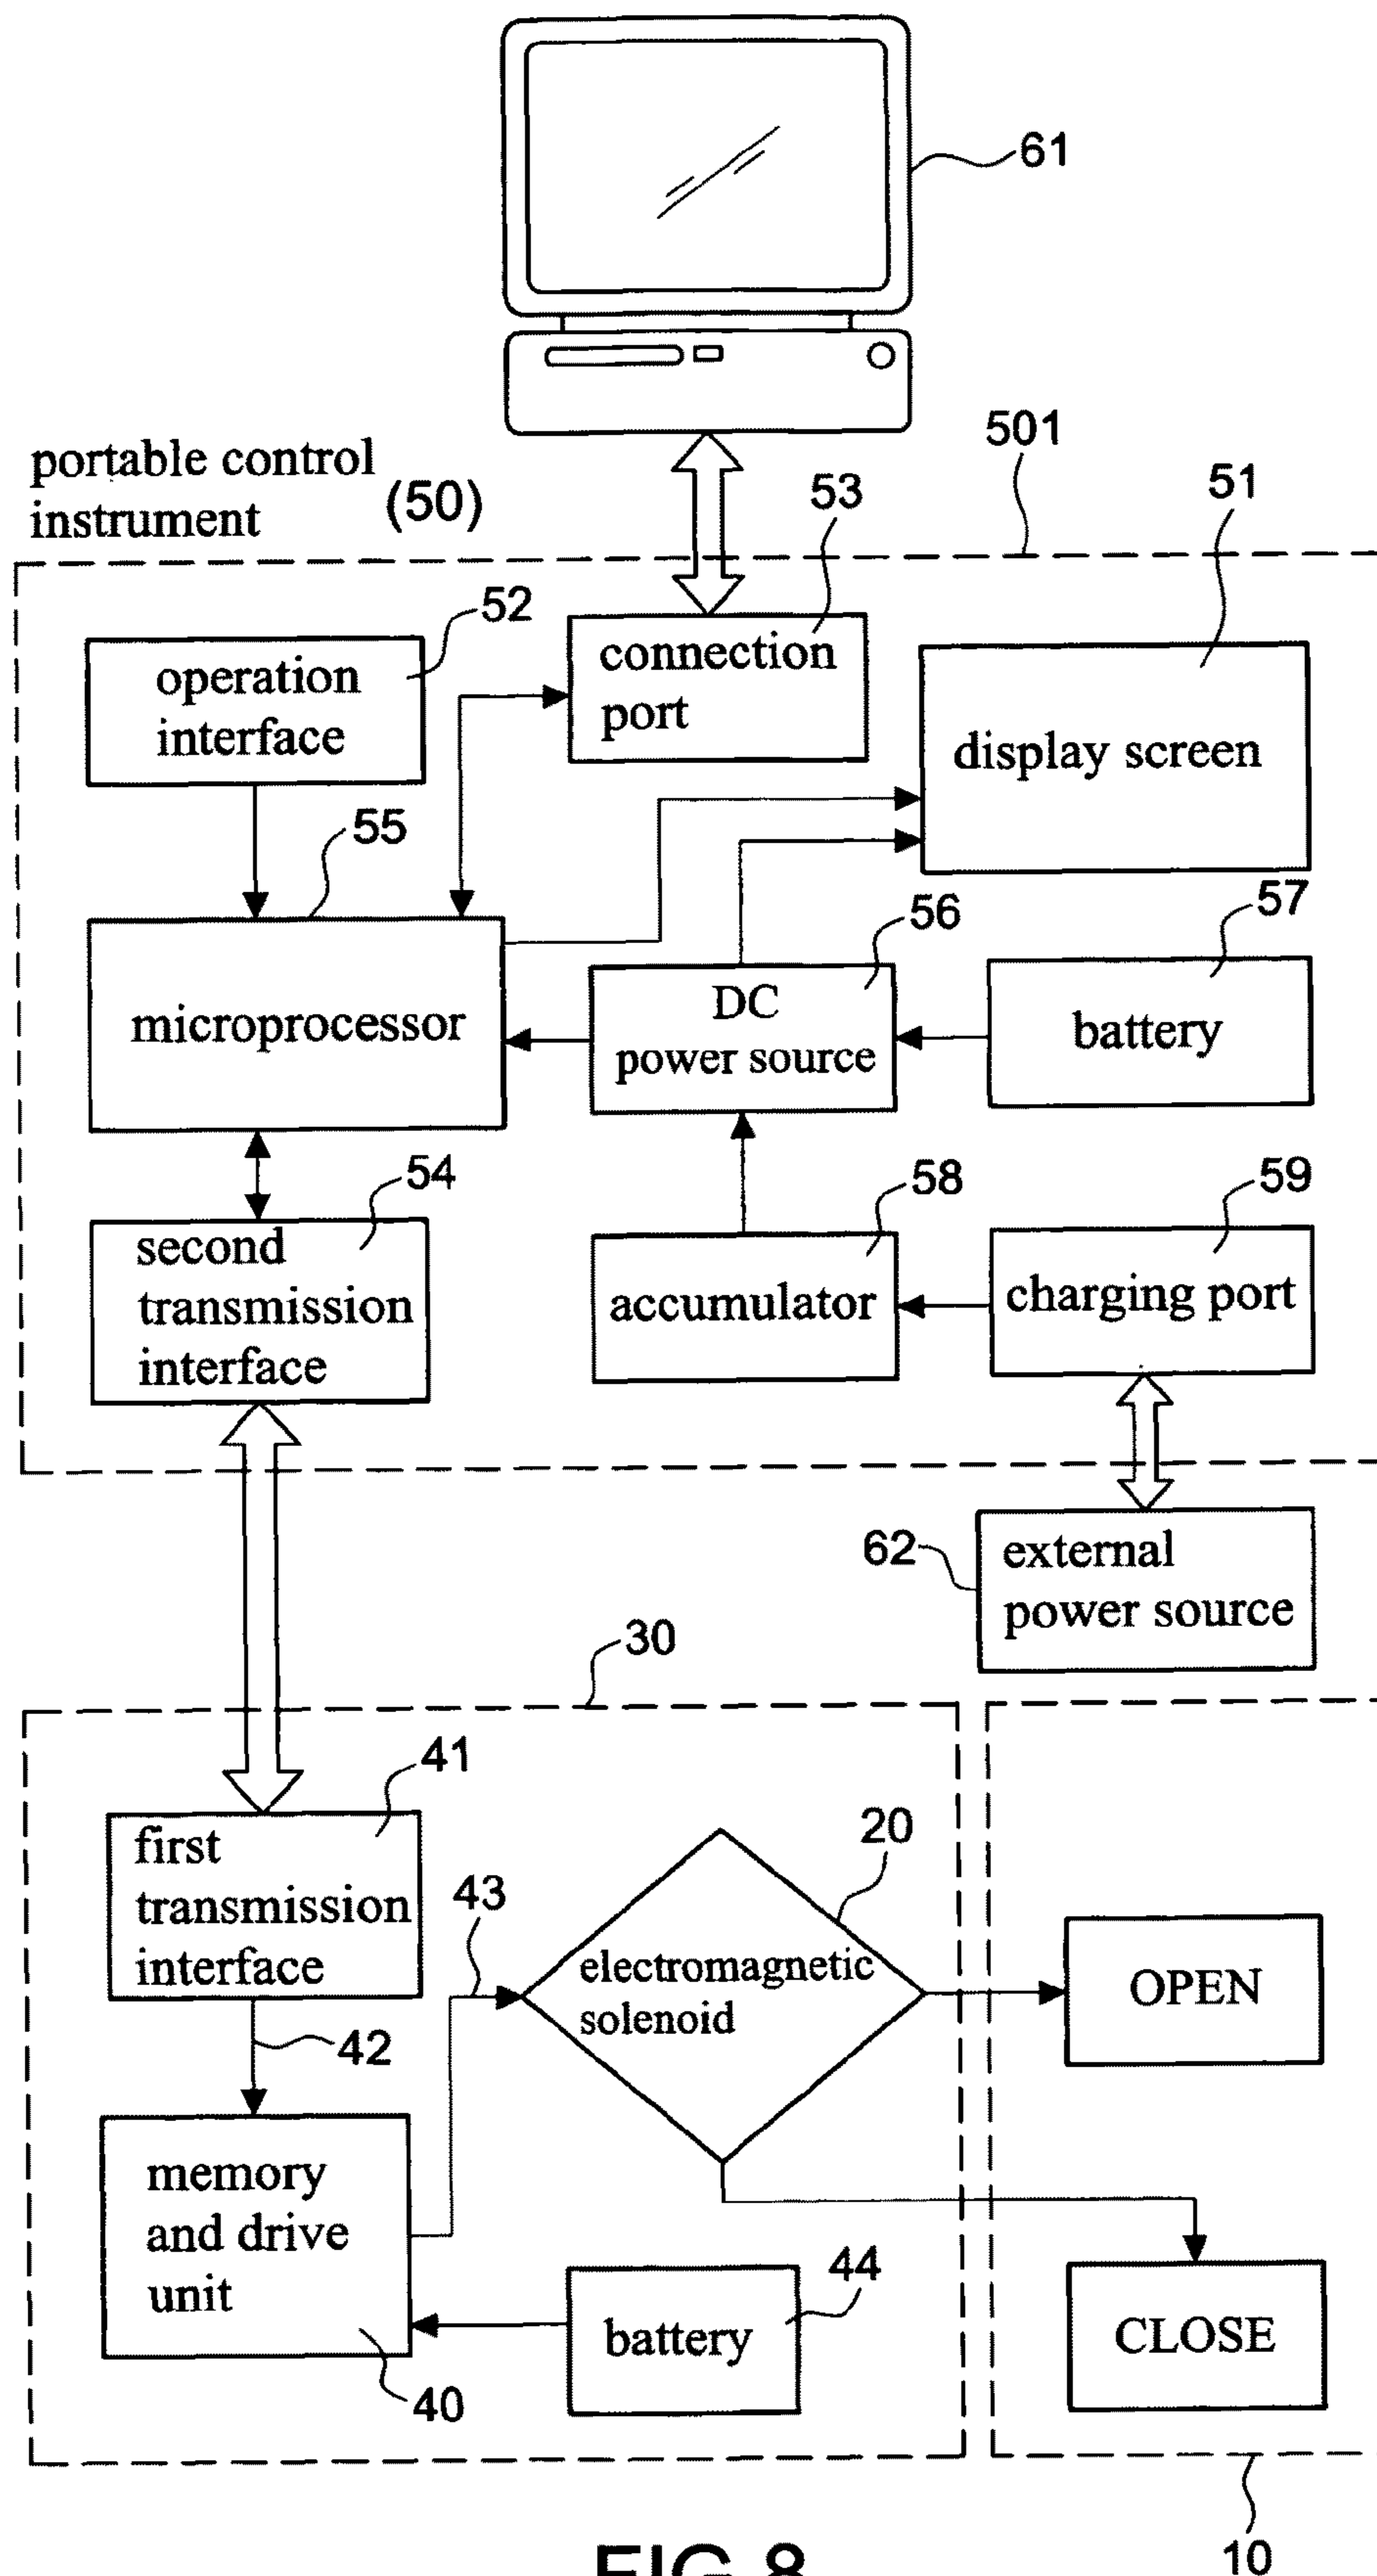 61
portable control
instrument
(50)
501
51
53
52
operation
interface
connection
port
display screen
55
56
57
microprocessor
DC
power source
battery
54
58
59
second
transmission
interface
accumulator
charging port
62
external
power source
30
41
first
transmission
interface
43
20
electromagnetic
solenoid
OPEN
42
memory
and drive
unit
44
battery
CLOSE
40
10
FIG.8